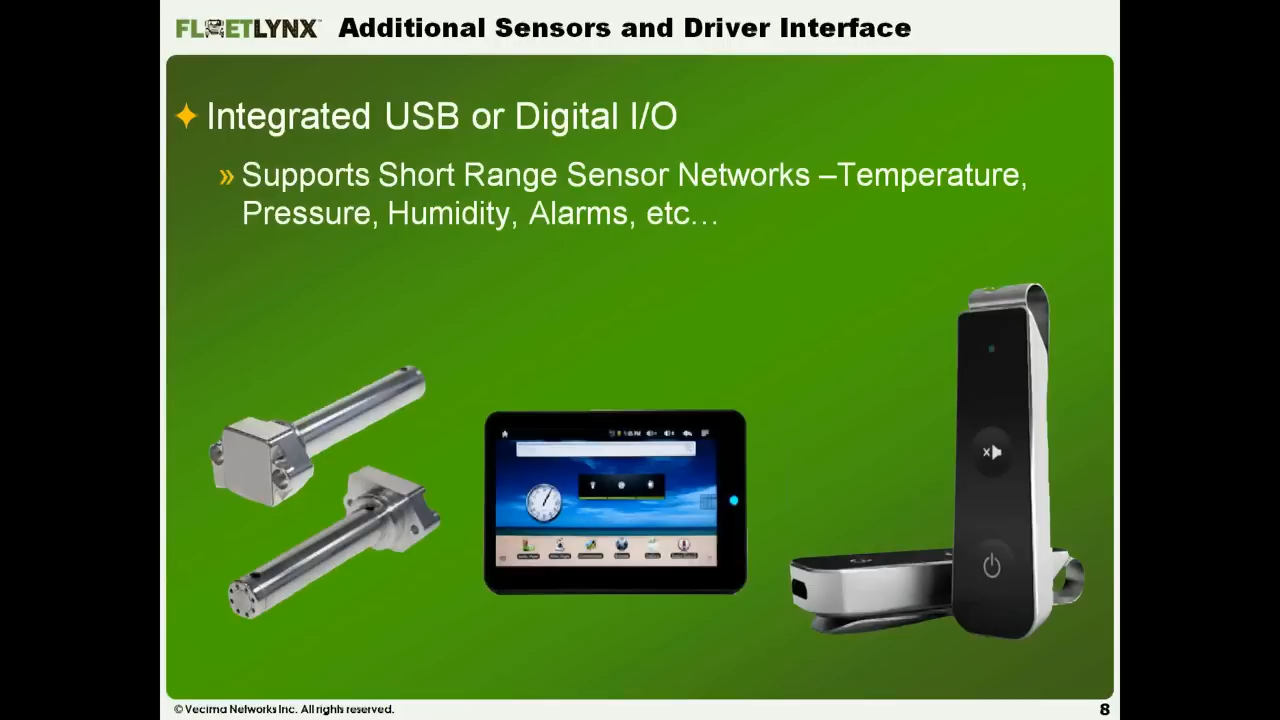 FLEETLYNX™ Additional Sensors and Driver Interface
Integrated USB or Digital I/O
» Supports Short Range Sensor Networks –Temperature,
Pressure, Humidity, Alarms, etc…
© Vecima Networks Inc. All rights reserved.
8